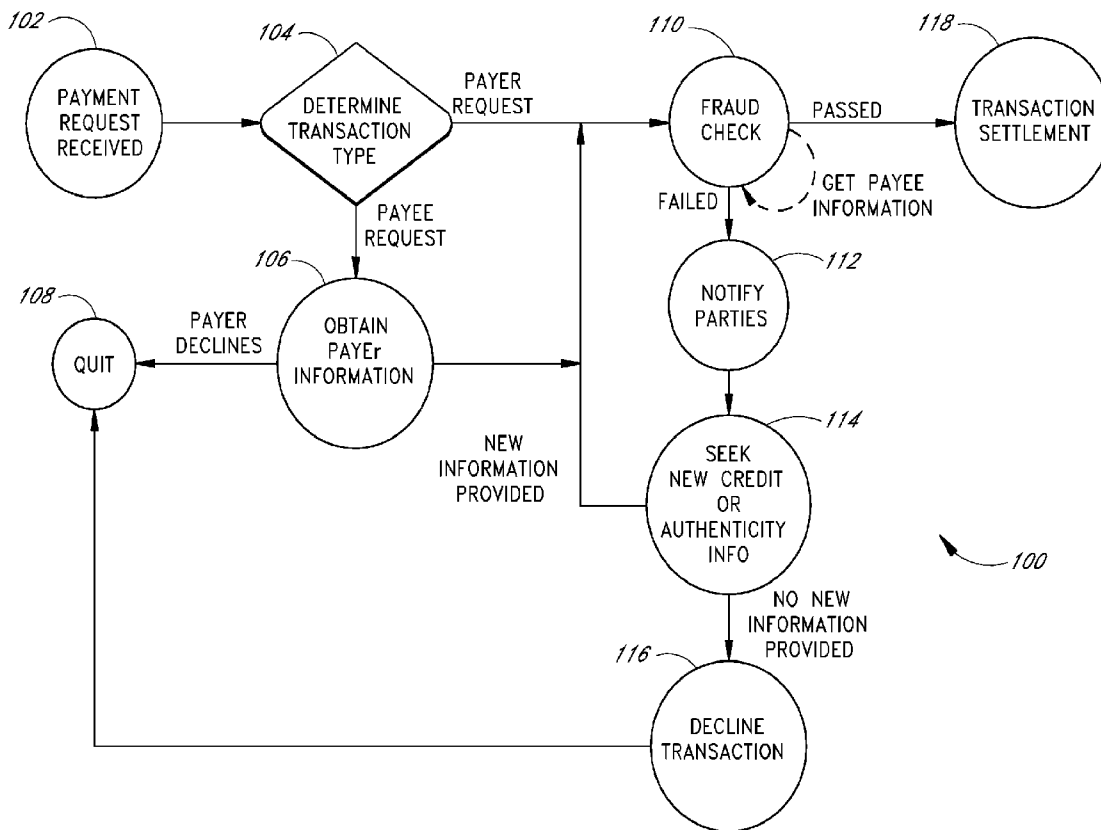 102
PAYMENT
REQUEST
RECEIVED
104
DETERMINE
TRANSACTION
TYPE
PAYER
REQUEST
110
FRAUD
CHECK
PASSED
118
TRANSACTION
SETTLEMENT
GET PAYEE
INFORMATION
FAILED
PAYEE
REQUEST
106
OBTAIN
PAYEr
INFORMATION
PAYER
DECLINES
108
QUIT
112
NOTIFY
PARTIES
114
SEEK
NEW CREDIT
OR
AUTHENTICITY
INFO
NEW
INFORMATION
PROVIDED
100
NO NEW
INFORMATION
PROVIDED
116
DECLINE
TRANSACTION